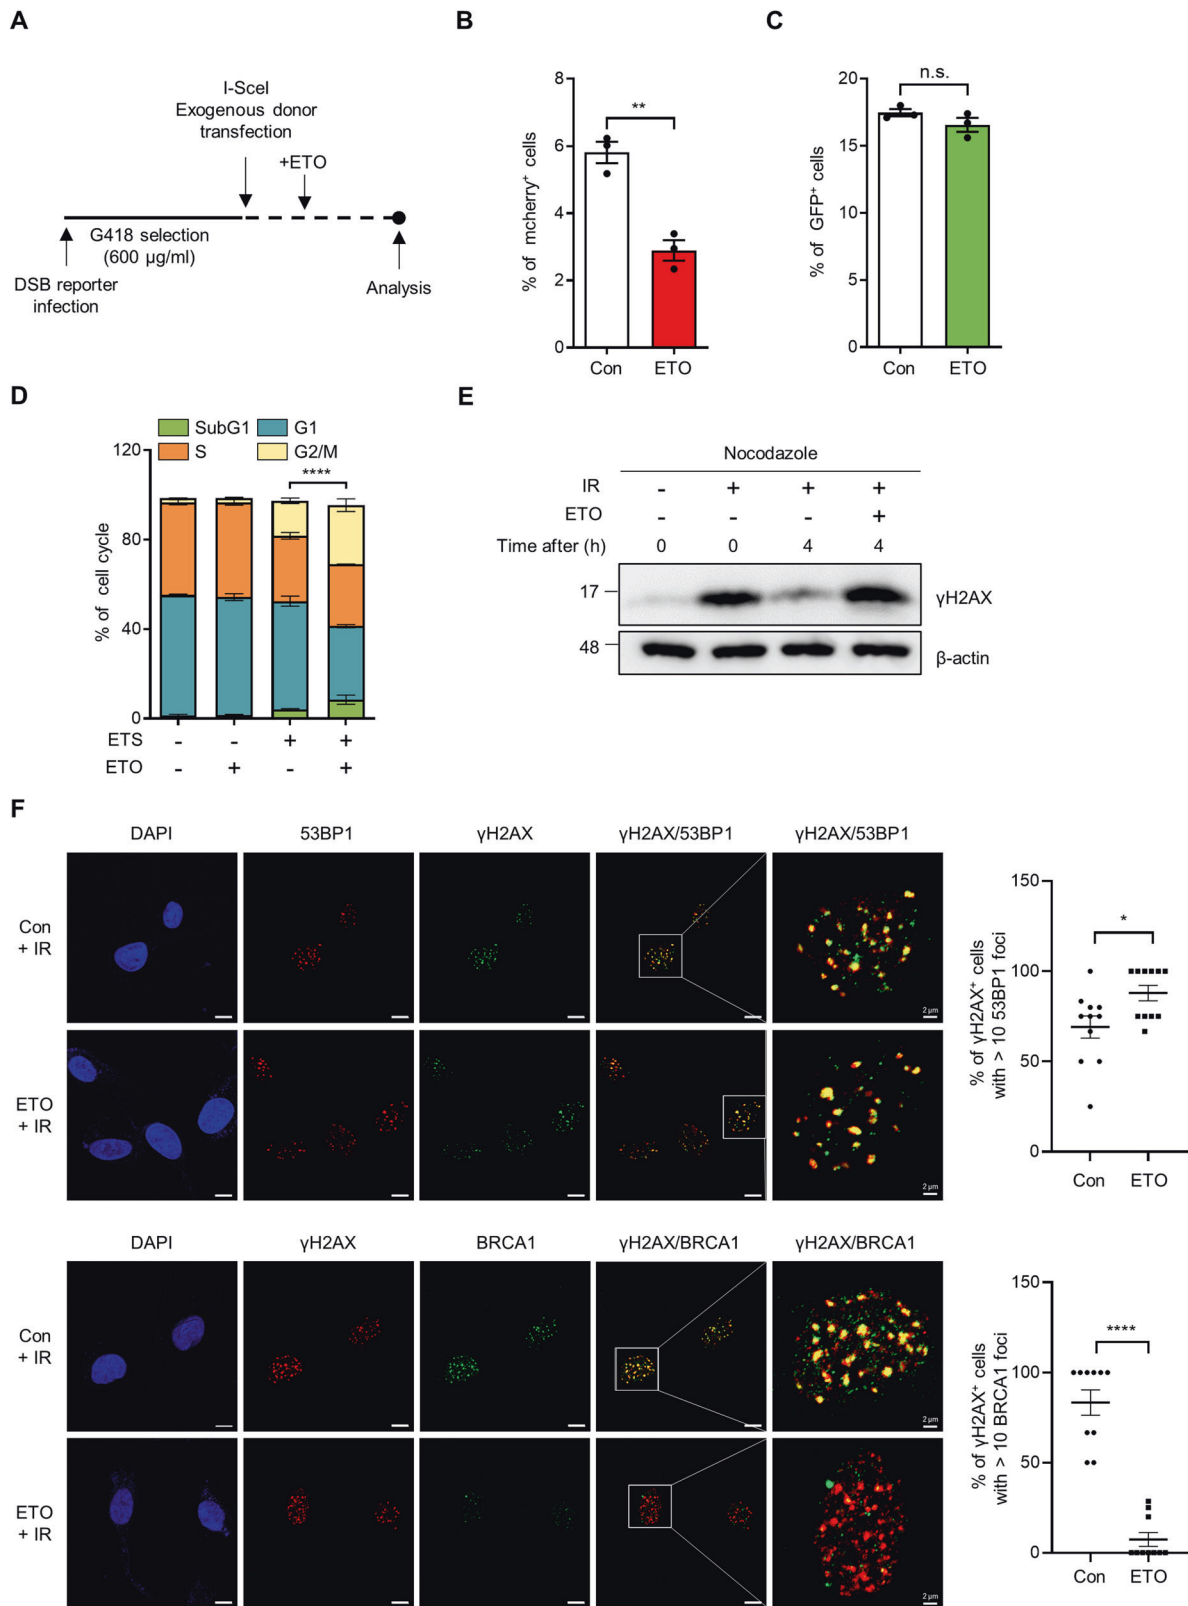 A
I-SceI
Exogenous donor
transfection
+ETO
G418 selection
(600 µg/ml)
DSB reporter
infection
Analysis
B
% of mcherry⁺ cells
8
6
4
2
0
**
Con
ETO
C
% of GFP⁺ cells
20
15
10
5
0
n.s.
Con
ETO
D
SubG1
G1
S
G2/M
% of cell cycle
120
80
40
0
****
ETS - - + +
ETO - + - +
E
Nocodazole
IR - + + +
ETO - - - +
Time after (h) 0 0 4 4
17
γH2AX
48
β-actin
F
DAPI
53BP1
γH2AX
γH2AX/53BP1
γH2AX/53BP1
Con
+ IR
2 µm
ETO
+ IR
2 µm
% of γH2AX⁺ cells
with > 10 53BP1 foci
150
100
50
0
*
Con
ETO
DAPI
γH2AX
BRCA1
γH2AX/BRCA1
γH2AX/BRCA1
Con
+ IR
2 µm
ETO
+ IR
2 µm
% of γH2AX⁺ cells
with > 10 BRCA1 foci
150
100
50
0
****
Con
ETO